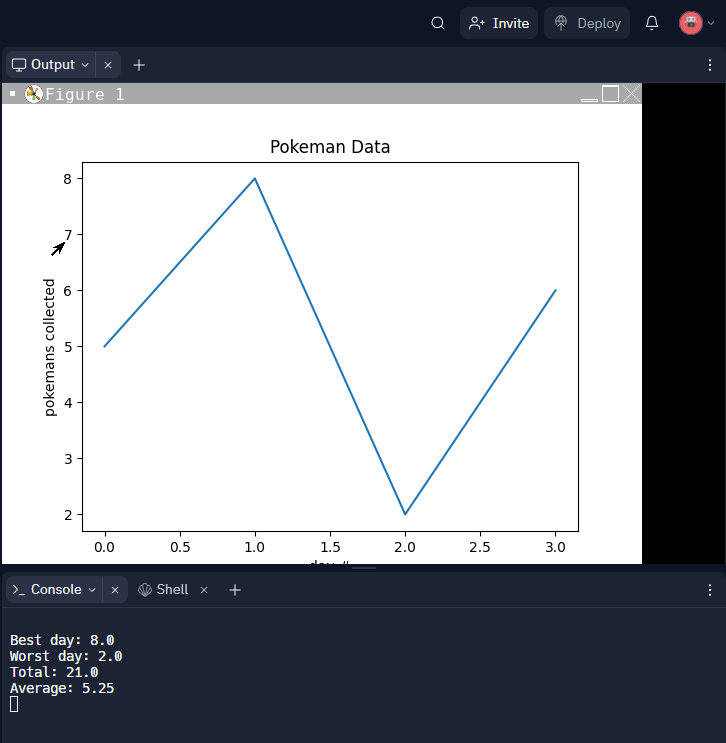 Invite
Deploy
Output
Figure 1
Pokeman Data
pokemans collected
8
7
6
5
4
3
2
0.0 0.5 1.0 1.5 2.0 2.5 3.0
day #
Console
Shell
Best day: 8.0
Worst day: 2.0
Total: 21.0
Average: 5.25